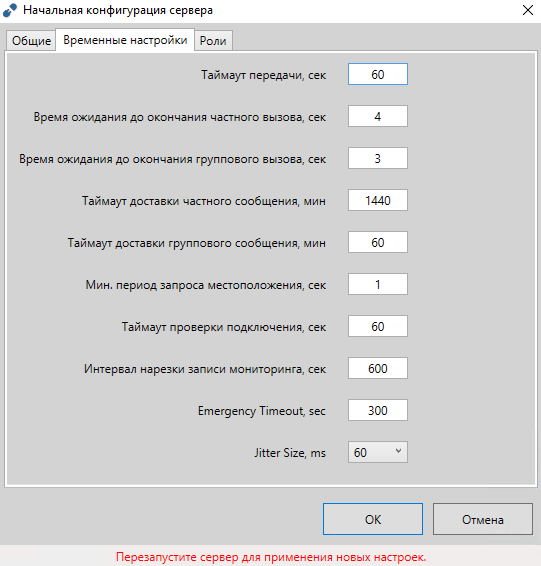 Начальная конфигурация сервера
Общие Временные настройки Роли
Таймаут передачи, сек 60
Время ожидания до окончания частного вызова, сек 4
Время ожидания до окончания группового вызова, сек 3
Таймаут доставки частного сообщения, мин 1440
Таймаут доставки группового сообщения, мин 60
Мин. период запроса местоположения, сек 1
Таймаут проверки подключения, сек 60
Интервал нарезки записи мониторинга, сек 600
Emergency Timeout, sec 300
Jitter Size, ms 60
OK Отмена
Перезапустите сервер для применения новых настроек.